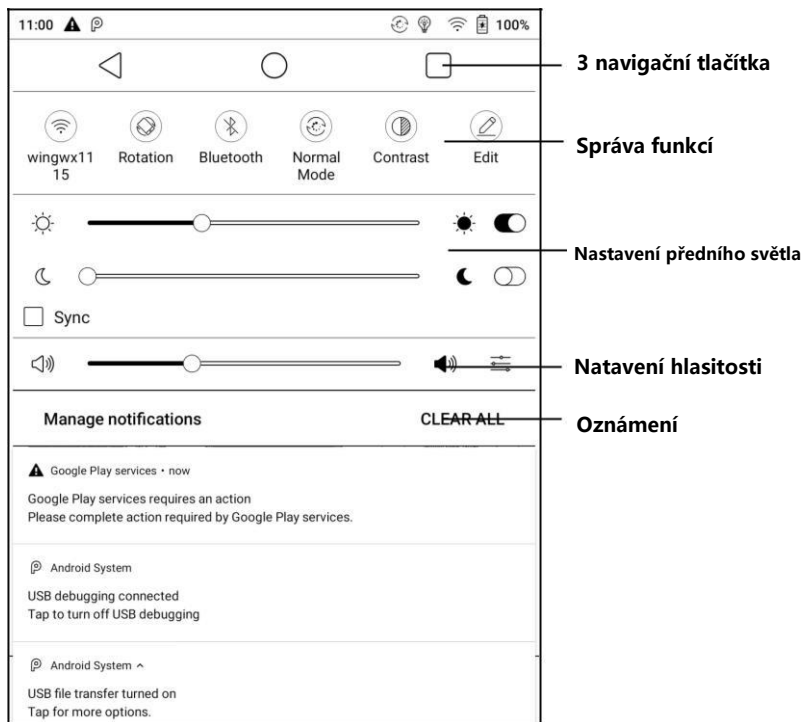 11:00 100%
3 navigační tlačítka
wingwx11
15
Rotation
Bluetooth
Normal
Mode
Contrast
Edit
Správa funkcí
Nastavení předního světla
Sync
Natavení hlasitosti
Manage notifications CLEAR ALL
Oznámení
Google Play services • now
Google Play services requires an action
Please complete action required by Google Play services.
Android System
USB debugging connected
Tap to turn off USB debugging
Android System
USB file transfer turned on
Tap for more options.